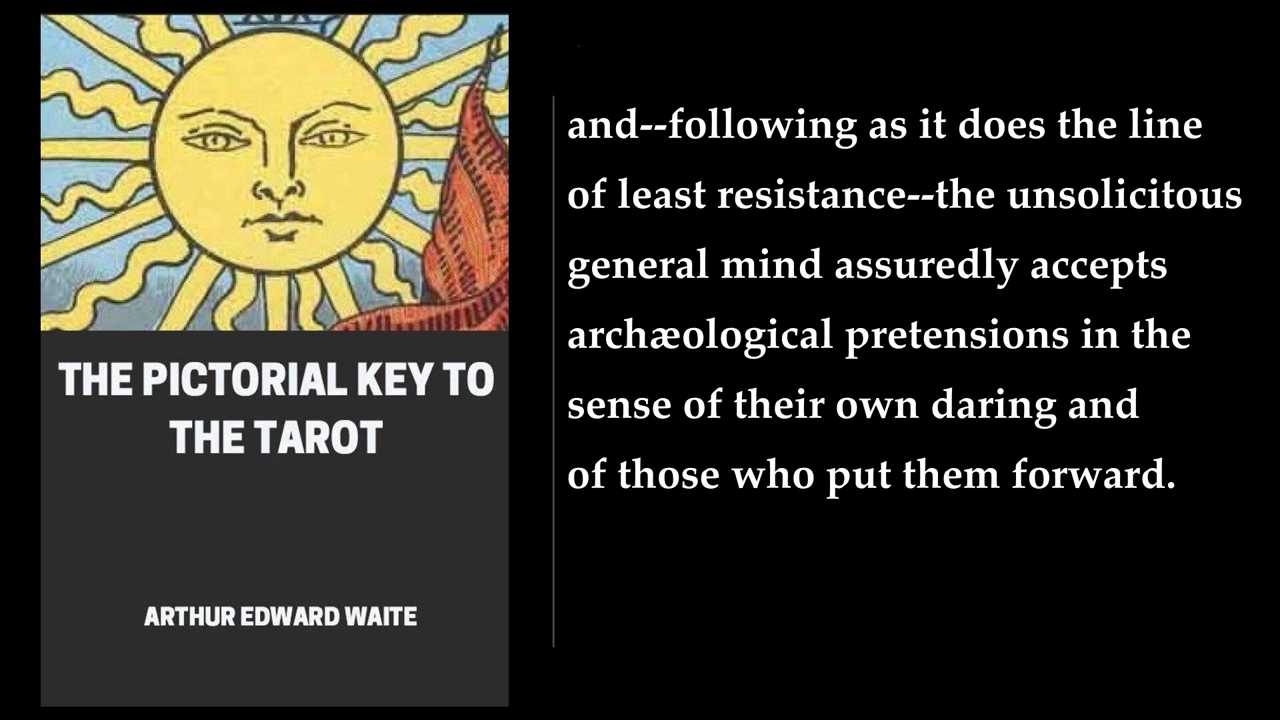 THE PICTORIAL KEY TO
THE TAROT
ARTHUR EDWARD WAITE
and--following as it does the line
of least resistance--the unsolicitous
general mind assuredly accepts
archæological pretensions in the
sense of their own daring and
of those who put them forward.